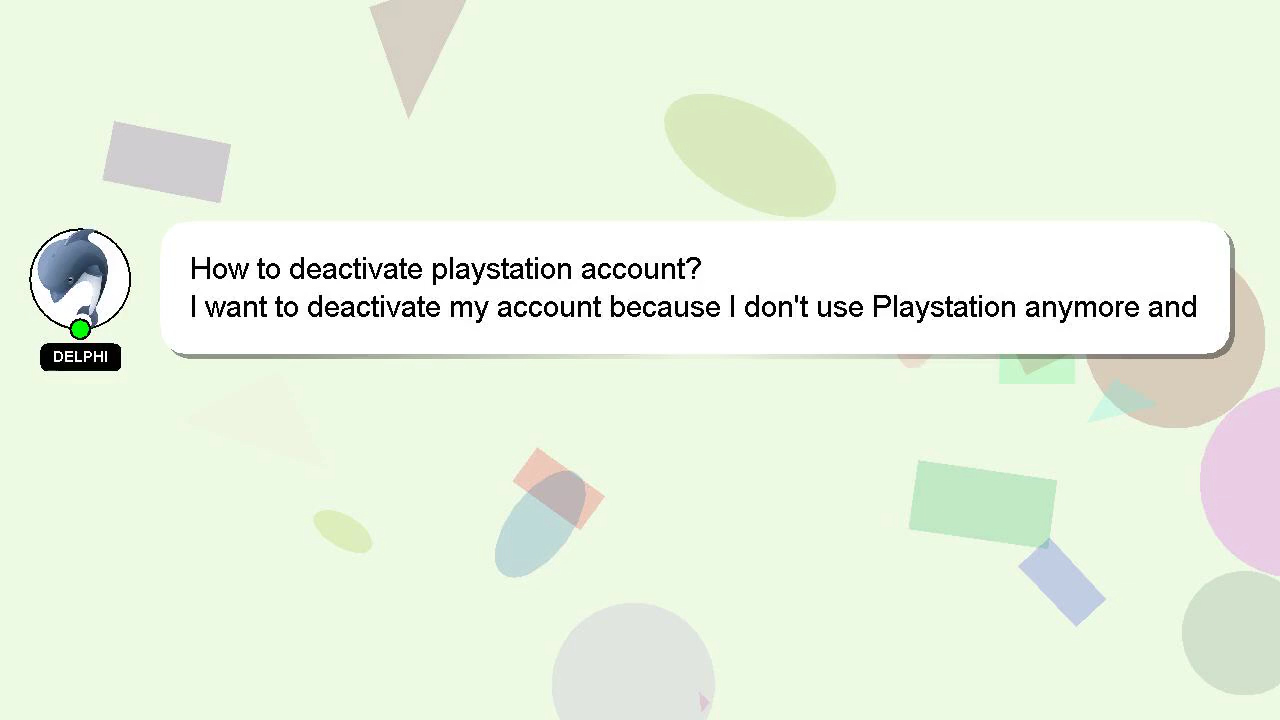 How to deactivate playstation account?
I want to deactivate my account because I don't use Playstation anymore and
DELPHI